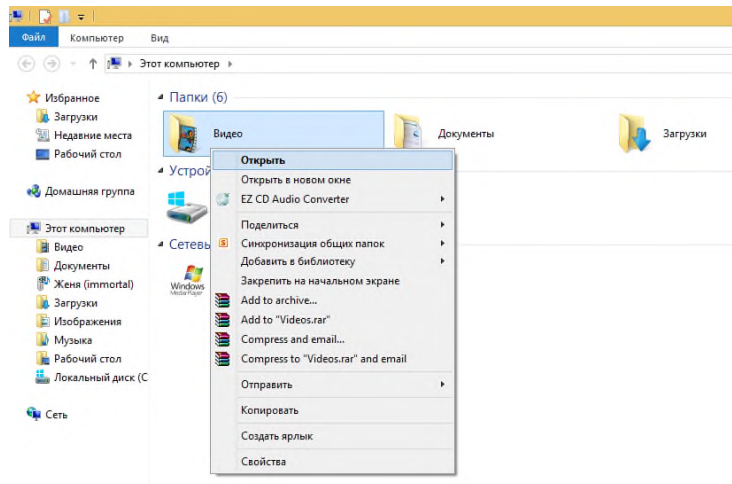 Файл Компьютер Вид
Этот компьютер
Избранное
Загрузки
Недавние места
Рабочий стол
Домашняя группа
Этот компьютер
Видео
Документы
Женя (immortal)
Загрузки
Изображения
Музыка
Рабочий стол
Локальный диск (C
Сеть
Папки (6)
Видео
Документы
Загрузки
Устрой
Сетевы
Windows
MediaPlayer
Открыть
Открыть в новом окне
EZ CD Audio Converter
Поделиться
Синхронизация общих папок
Добавить в библиотеку
Закрепить на начальном экране
Add to archive...
Add to "Videos.rar"
Compress and email...
Compress to "Videos.rar" and email
Отправить
Копировать
Создать ярлык
Свойства